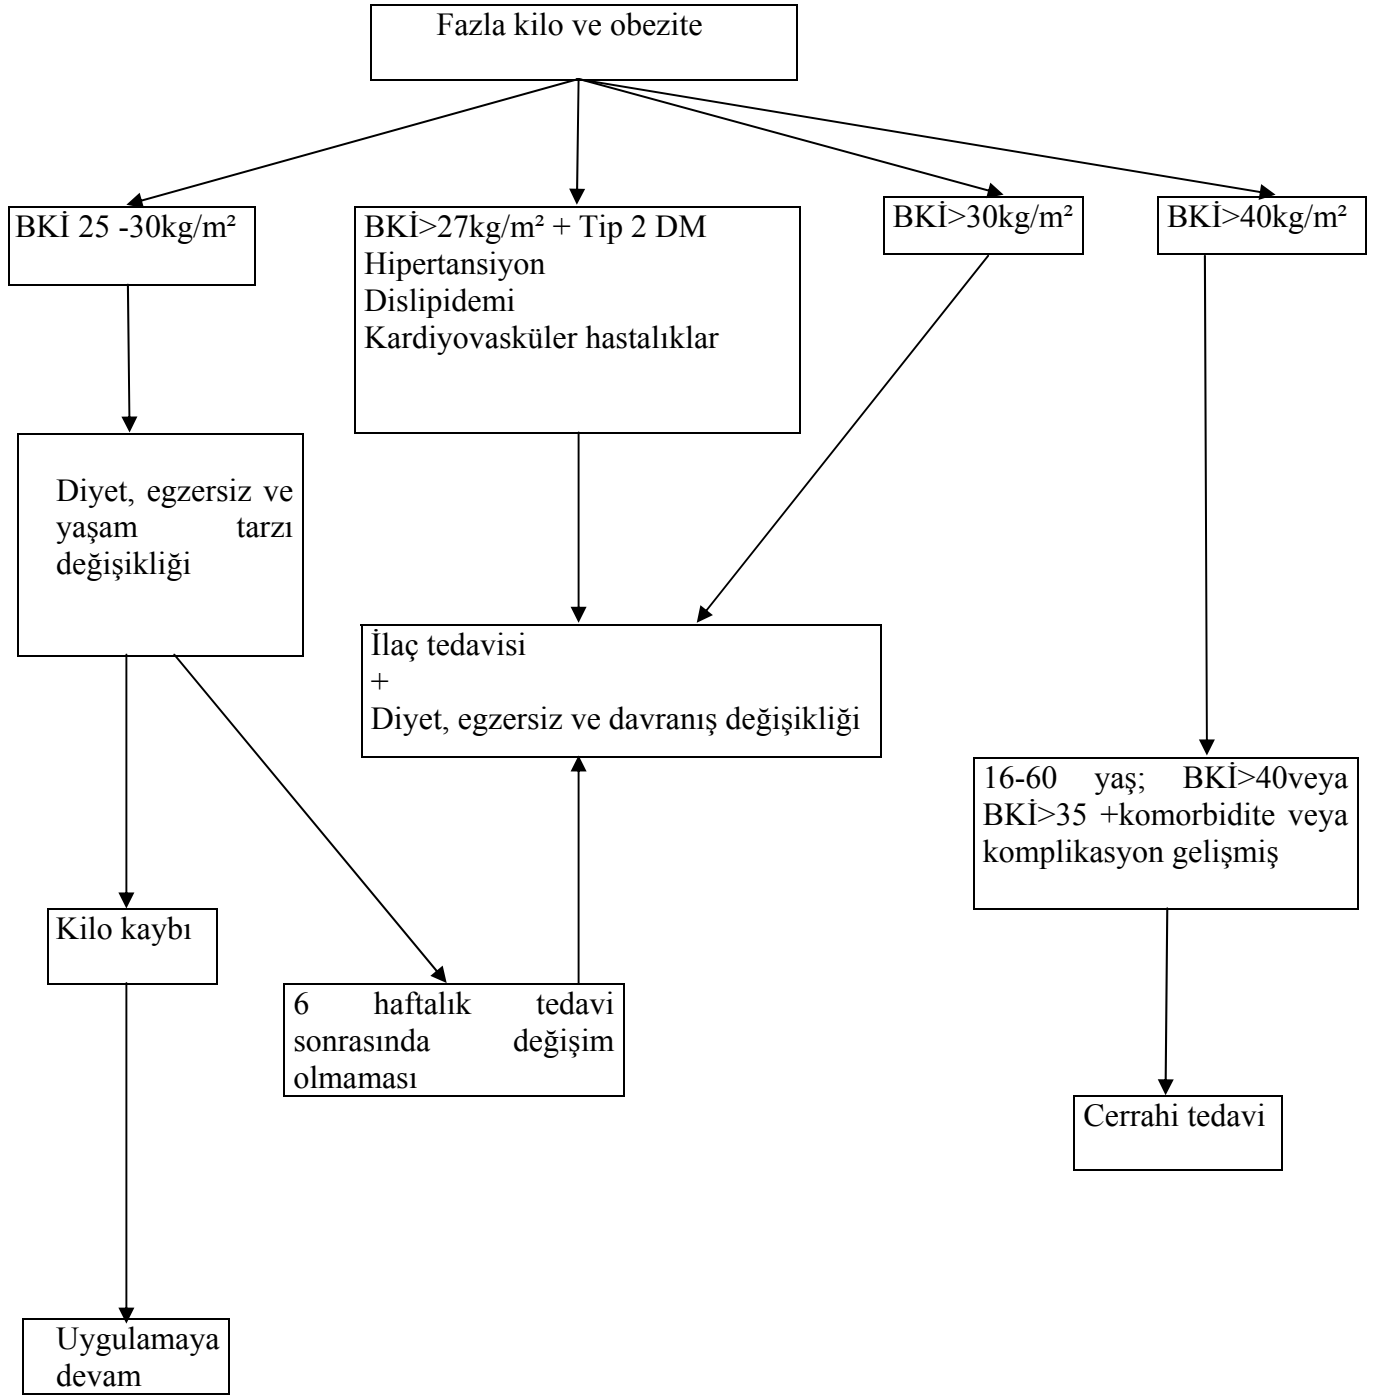 Fazla kilo ve obezite
BKİ 25 -30kg/m²
BKİ>27kg/m² + Tip 2 DM
Hipertansiyon
Dislipidemi
Kardiyovasküler hastalıklar
BKİ>30kg/m²
BKİ>40kg/m²
Diyet, egzersiz ve
yaşam tarzı
değişikliği
İlaç tedavisi
+
Diyet, egzersiz ve davranış değişikliği
16-60 yaş; BKİ>40veya
BKİ>35 +komorbidite veya
komplikasyon gelişmiş
Kilo kaybı
6 haftalık tedavi
sonrasında değişim
olmaması
Cerrahi tedavi
Uygulamaya
devam